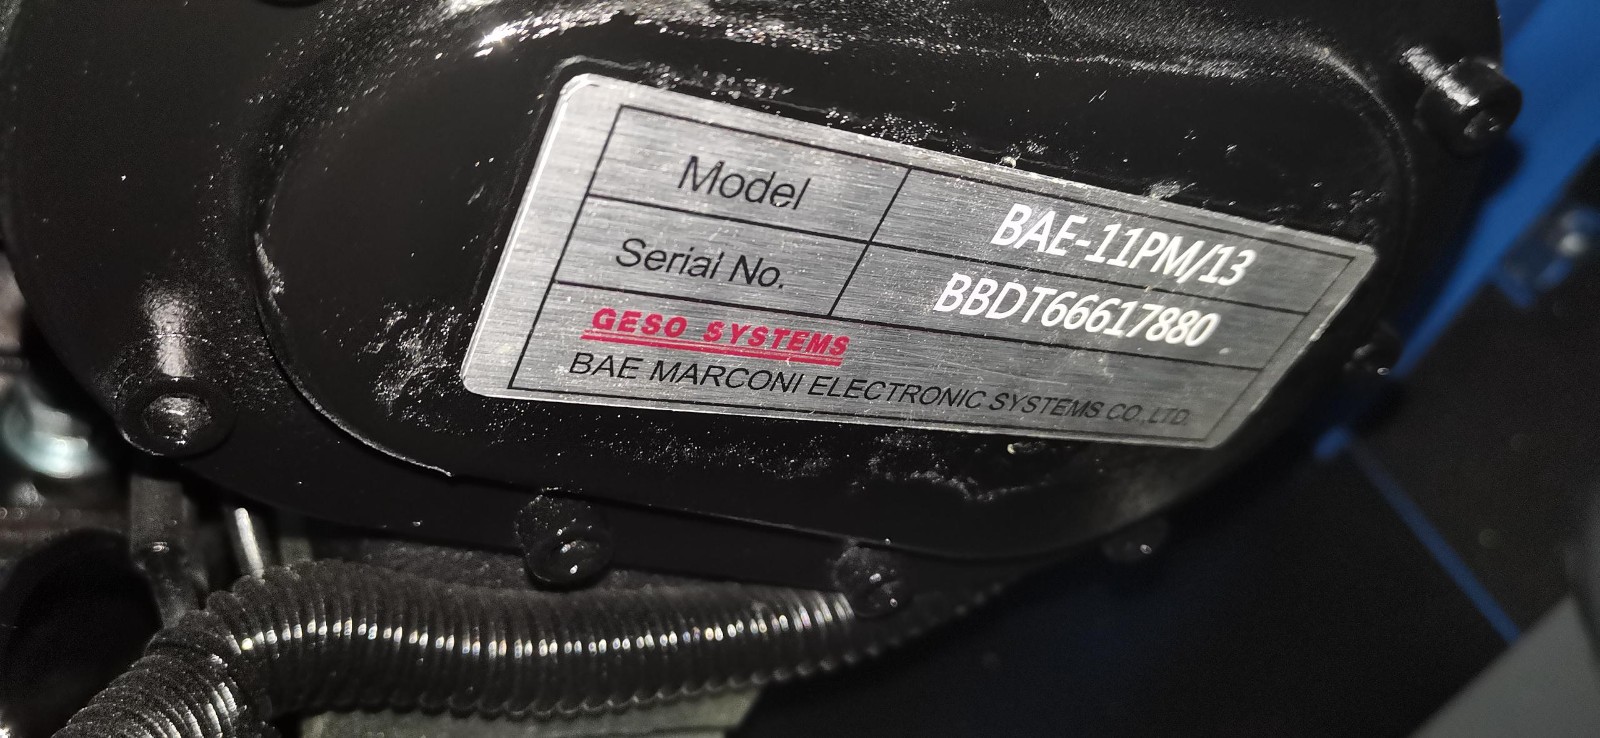 Model BAE-11PM/13
Serial No. BBDT66617880
GESO SYSTEMS
BAE MARCONI ELECTRONIC SYSTEMS CO.,LTD.